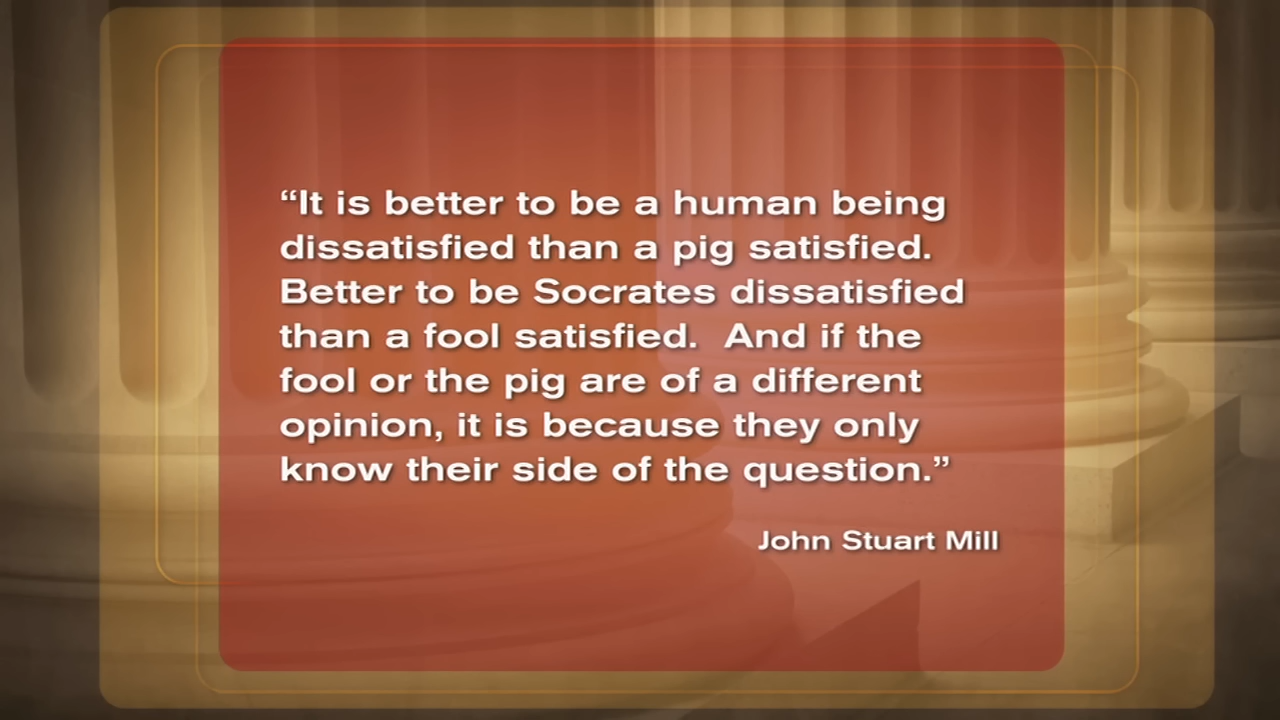 “It is better to be a human being
dissatisfied than a pig satisfied.
Better to be Socrates dissatisfied
than a fool satisfied.  And if the
fool or the pig are of a different
opinion, it is because they only
know their side of the question.”
John Stuart Mill